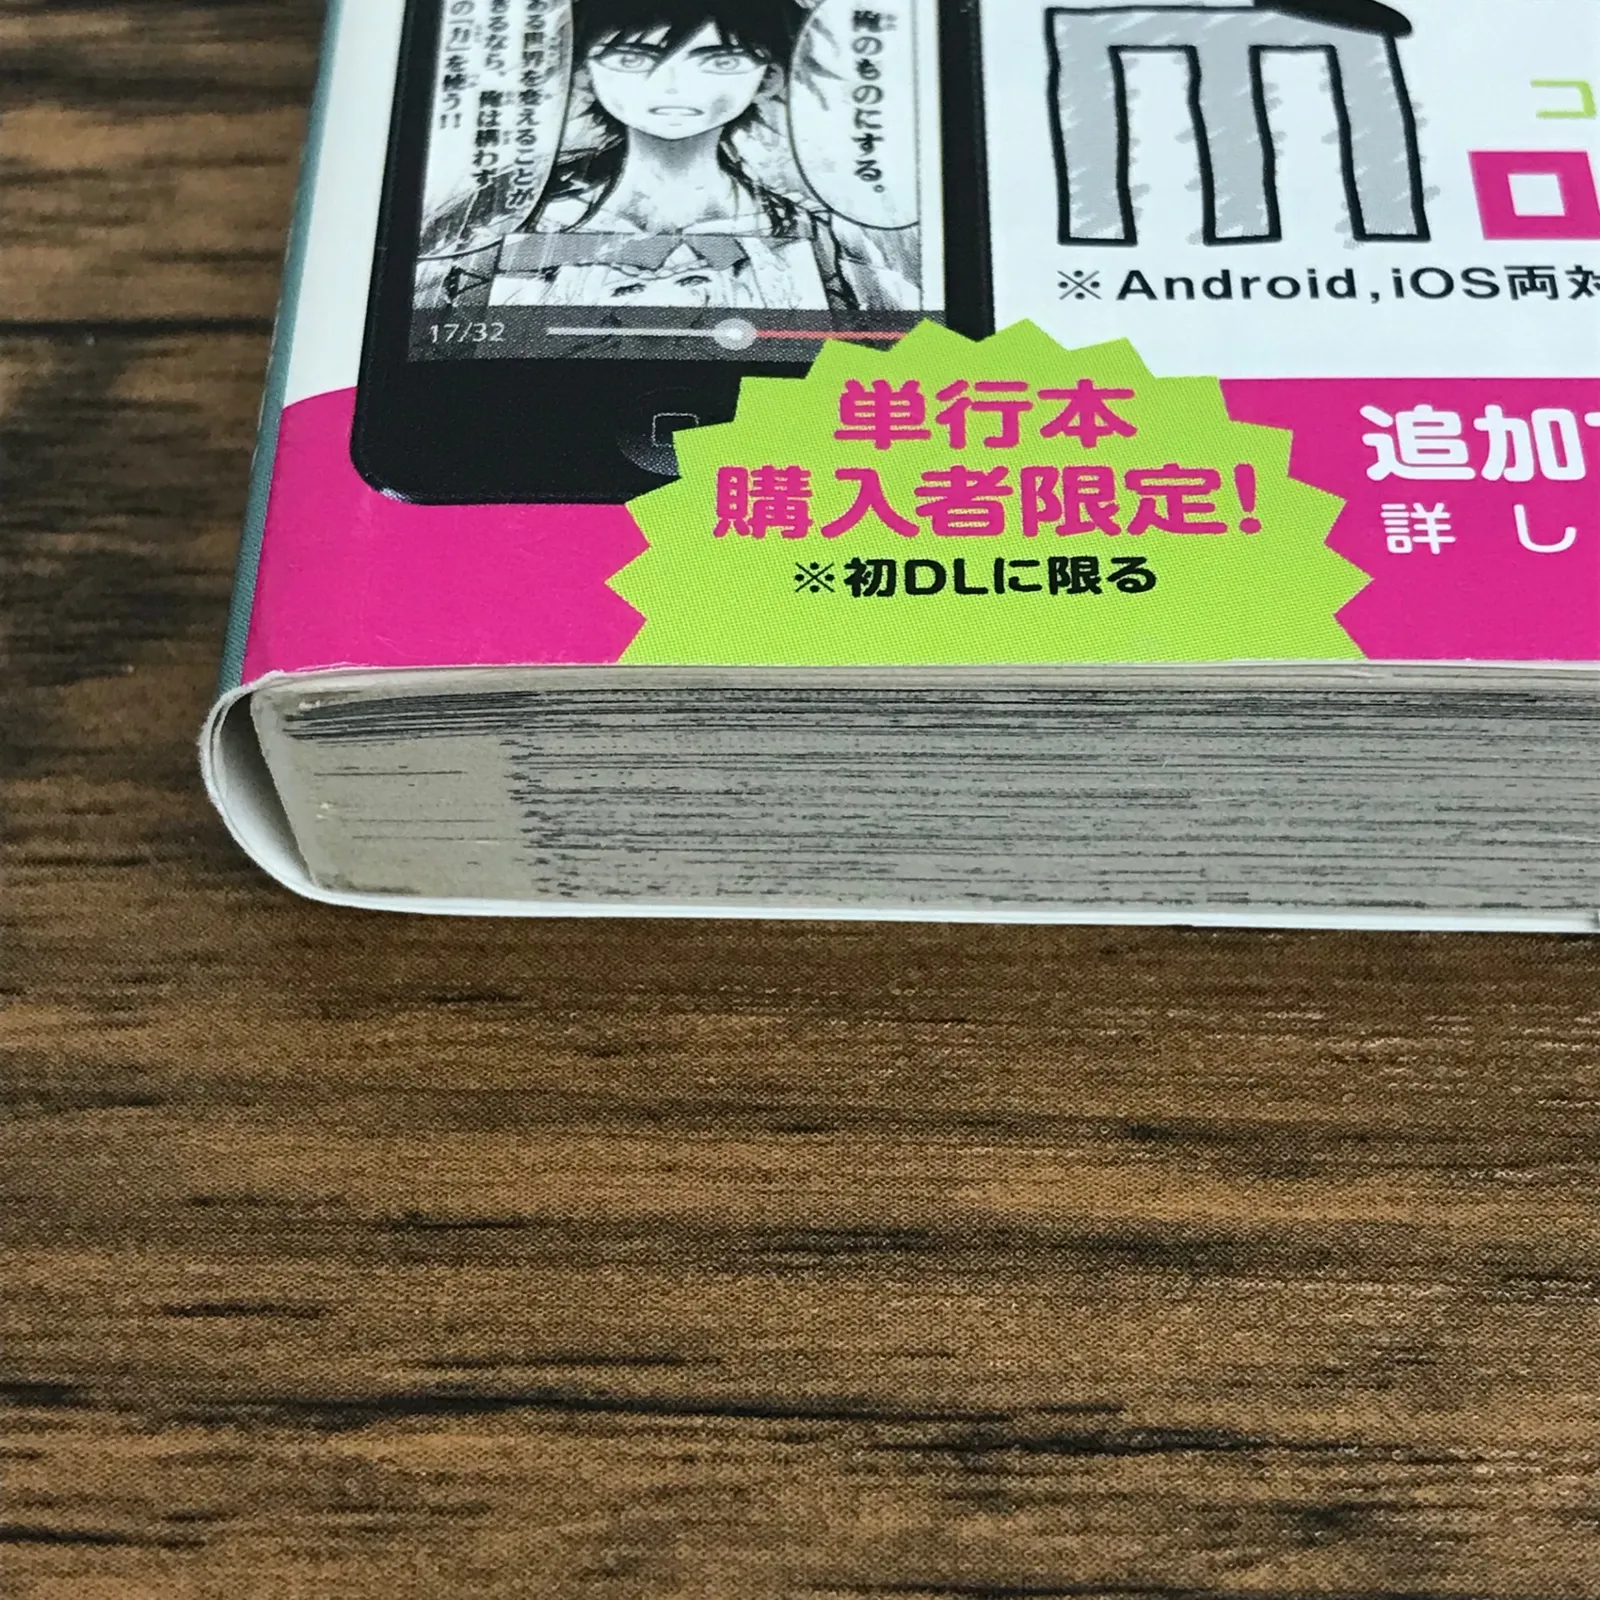 俺のものにする。
ある世界を変えることが
きるなら、俺は構わず
の「力」を使う!!
17/32
コ
ロ
※Android,iOS両対
単行本
購入者限定!
※初DLに限る
追加
詳し